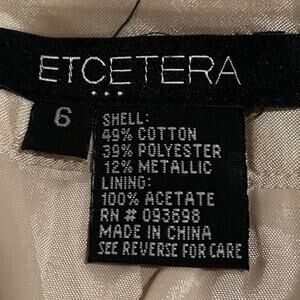 ETCETERA
...
6
SHELL:
49% COTTON
39% POLYESTER
12% METALLIC
LINING:
100% ACETATE
RN # 093698
MADE IN CHINA
SEE REVERSE FOR CARE